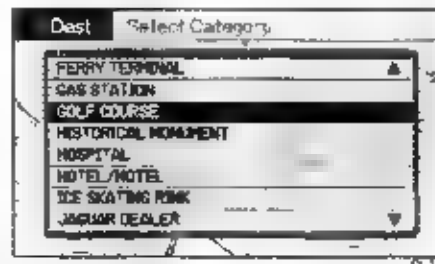 Dest Select Category
FERRY TERMINAL
GAS STATION
GOLF COURSE
HISTORICAL MONUMENT
HOSPITAL
HOTEL/MOTEL
ICE SKATING RINK
JAGUAR DEALER